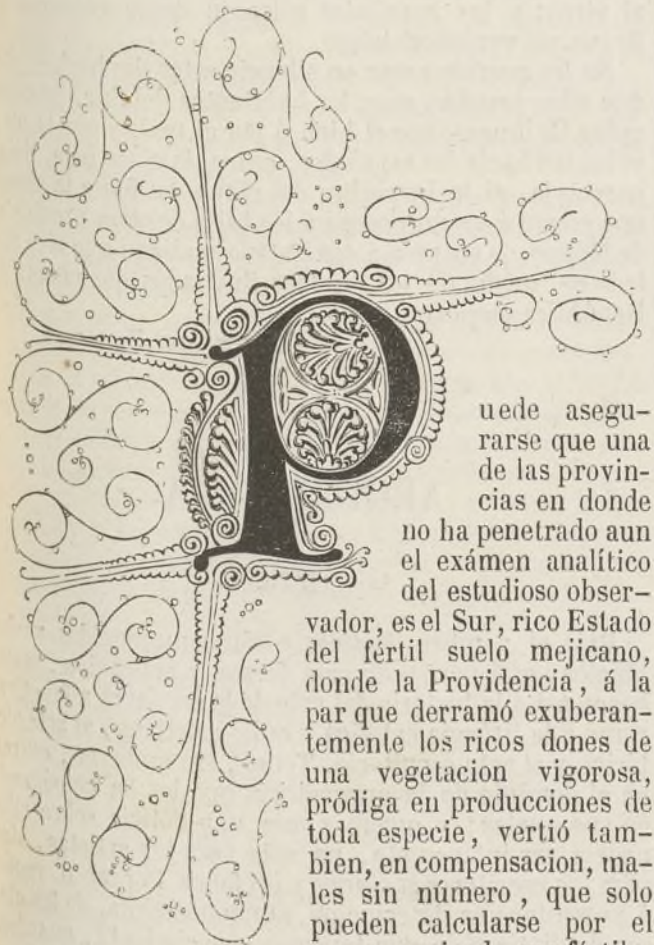 Puede asegu-
rarse que una
de las provin-
cias en donde
no ha penetrado aun
el exámen analítico
del estudioso obser-
vador, es el Sur, rico Estado
del fértil suelo mejicano,
donde la Providencia, á la
par que derramó exuberan-
temente los ricos dones de
una vegetacion vigorosa,
pródiga en producciones de
toda especie, vertió tam-
bien, en compensacion, ma-
les sin número, que solo
pueden calcularse por el